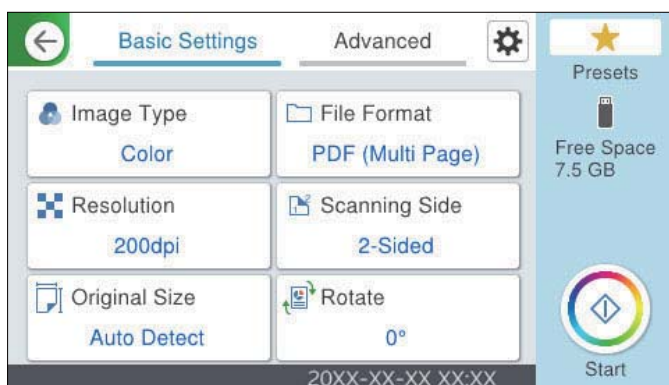 Basic Settings
Advanced
Presets
Image Type
Color
File Format
PDF (Multi Page)
Free Space
7.5 GB
Resolution
200dpi
Scanning Side
2-Sided
Original Size
Auto Detect
Rotate
0°
Start
20XX-XX-XX XX:XX